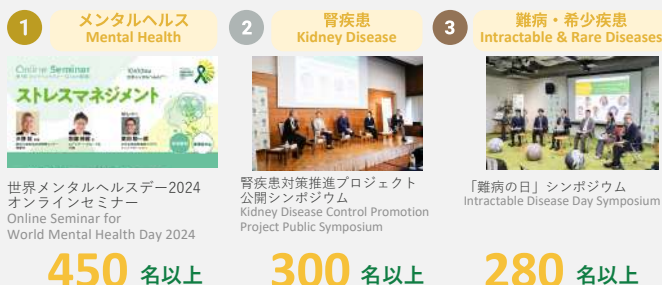 1
メンタルヘルス
Mental Health
Online Seminar
ストレスマネジメント
世界メンタルヘルスデー2024
オンラインセミナー
Online Seminar for
World Mental Health Day 2024
450 名以上
2
腎疾患
Kidney Disease
腎疾患対策推進プロジェクト
公開シンポジウム
Kidney Disease Control Promotion
Project Public Symposium
300 名以上
3
難病・希少疾患
Intractable & Rare Diseases
「難病の日」シンポジウム
Intractable Disease Day Symposium
280 名以上